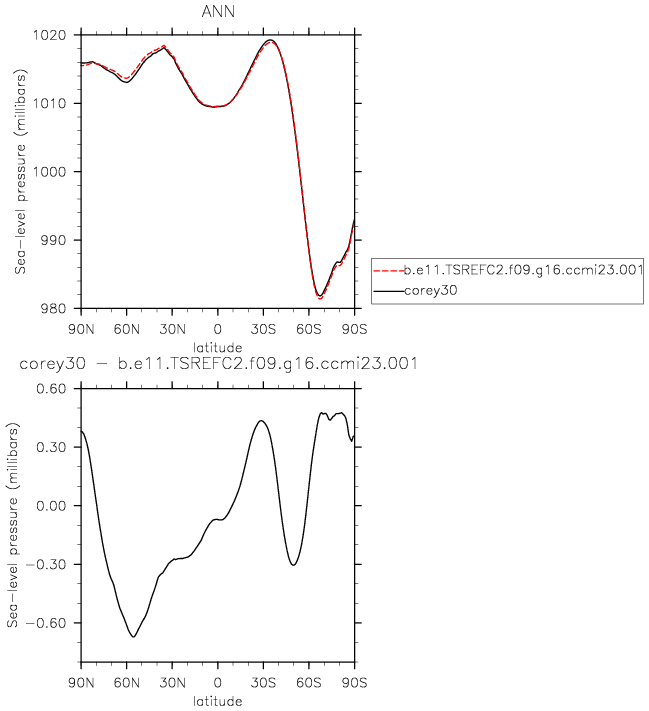 ANN
1020
1010
1000
990
980
Sea-level pressure (millibars)
90N 60N 30N 0 30S 60S 90S
latitude
b.e11.TSREFC2.f09.g16.ccmi23.001
corey30
corey30 - b.e11.TSREFC2.f09.g16.ccmi23.001
0.60
0.30
0.00
-0.30
-0.60
Sea-level pressure (millibars)
90N 60N 30N 0 30S 60S 90S
latitude